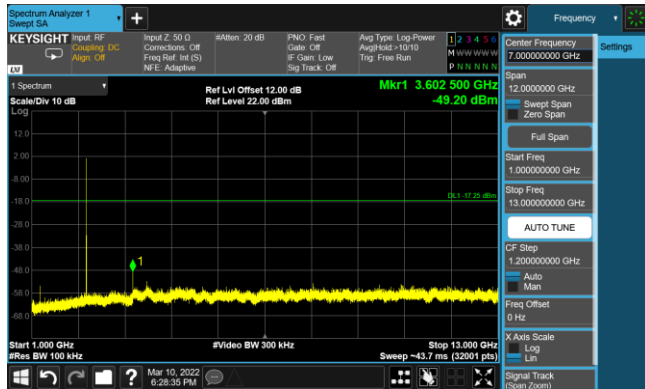 Spectrum Analyzer 1
Swept SA
+
Frequency
KEYSIGHT
Input: RF
Coupling: DC
Align: Off
Input Z: 50 Ω
Corrections: Off
Freq Ref: Int (S)
NFE: Adaptive
#Atten: 20 dB
PNO: Fast
Gate: Off
IF Gain: Low
Sig Track: Off
Avg Type: Log-Power
Avg|Hold:>10/10
Trig: Free Run
1 2 3 4 5 6
M W W W W W
P N N N N N
LXI
1 Spectrum
Scale/Div 10 dB
Log
Ref Lvl Offset 12.00 dB
Ref Level 22.00 dBm
Mkr1 3.602 500 GHz
-49.20 dBm
12.0
2.00
-8.00
-18.0
-28.0
-38.0
-48.0
-58.0
-68.0
DL1 -17.25 dBm
1
Start 1.000 GHz
#Res BW 100 kHz
#Video BW 300 kHz
Stop 13.000 GHz
Sweep ~43.7 ms (32001 pts)
?
Mar 10, 2022
6:28:35 PM
Center Frequency
7.000000000 GHz
Settings
Span
12.0000000 GHz
Swept Span
Zero Span
Full Span
Start Freq
1.000000000 GHz
Stop Freq
13.000000000 GHz
AUTO TUNE
CF Step
1.200000000 GHz
Auto
Man
Freq Offset
0 Hz
X Axis Scale
Log
Lin
Signal Track
(Span Zoom)